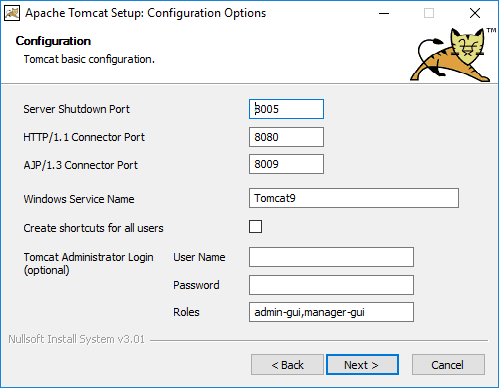 Apache Tomcat Setup: Configuration Options
Configuration
Tomcat basic configuration.
TM
Server Shutdown Port 8005
HTTP/1.1 Connector Port 8080
AJP/1.3 Connector Port 8009
Windows Service Name Tomcat9
Create shortcuts for all users
Tomcat Administrator Login User Name
(optional)
Password
Roles admin-gui,manager-gui
Nullsoft Install System v3.01
< Back Next > Cancel